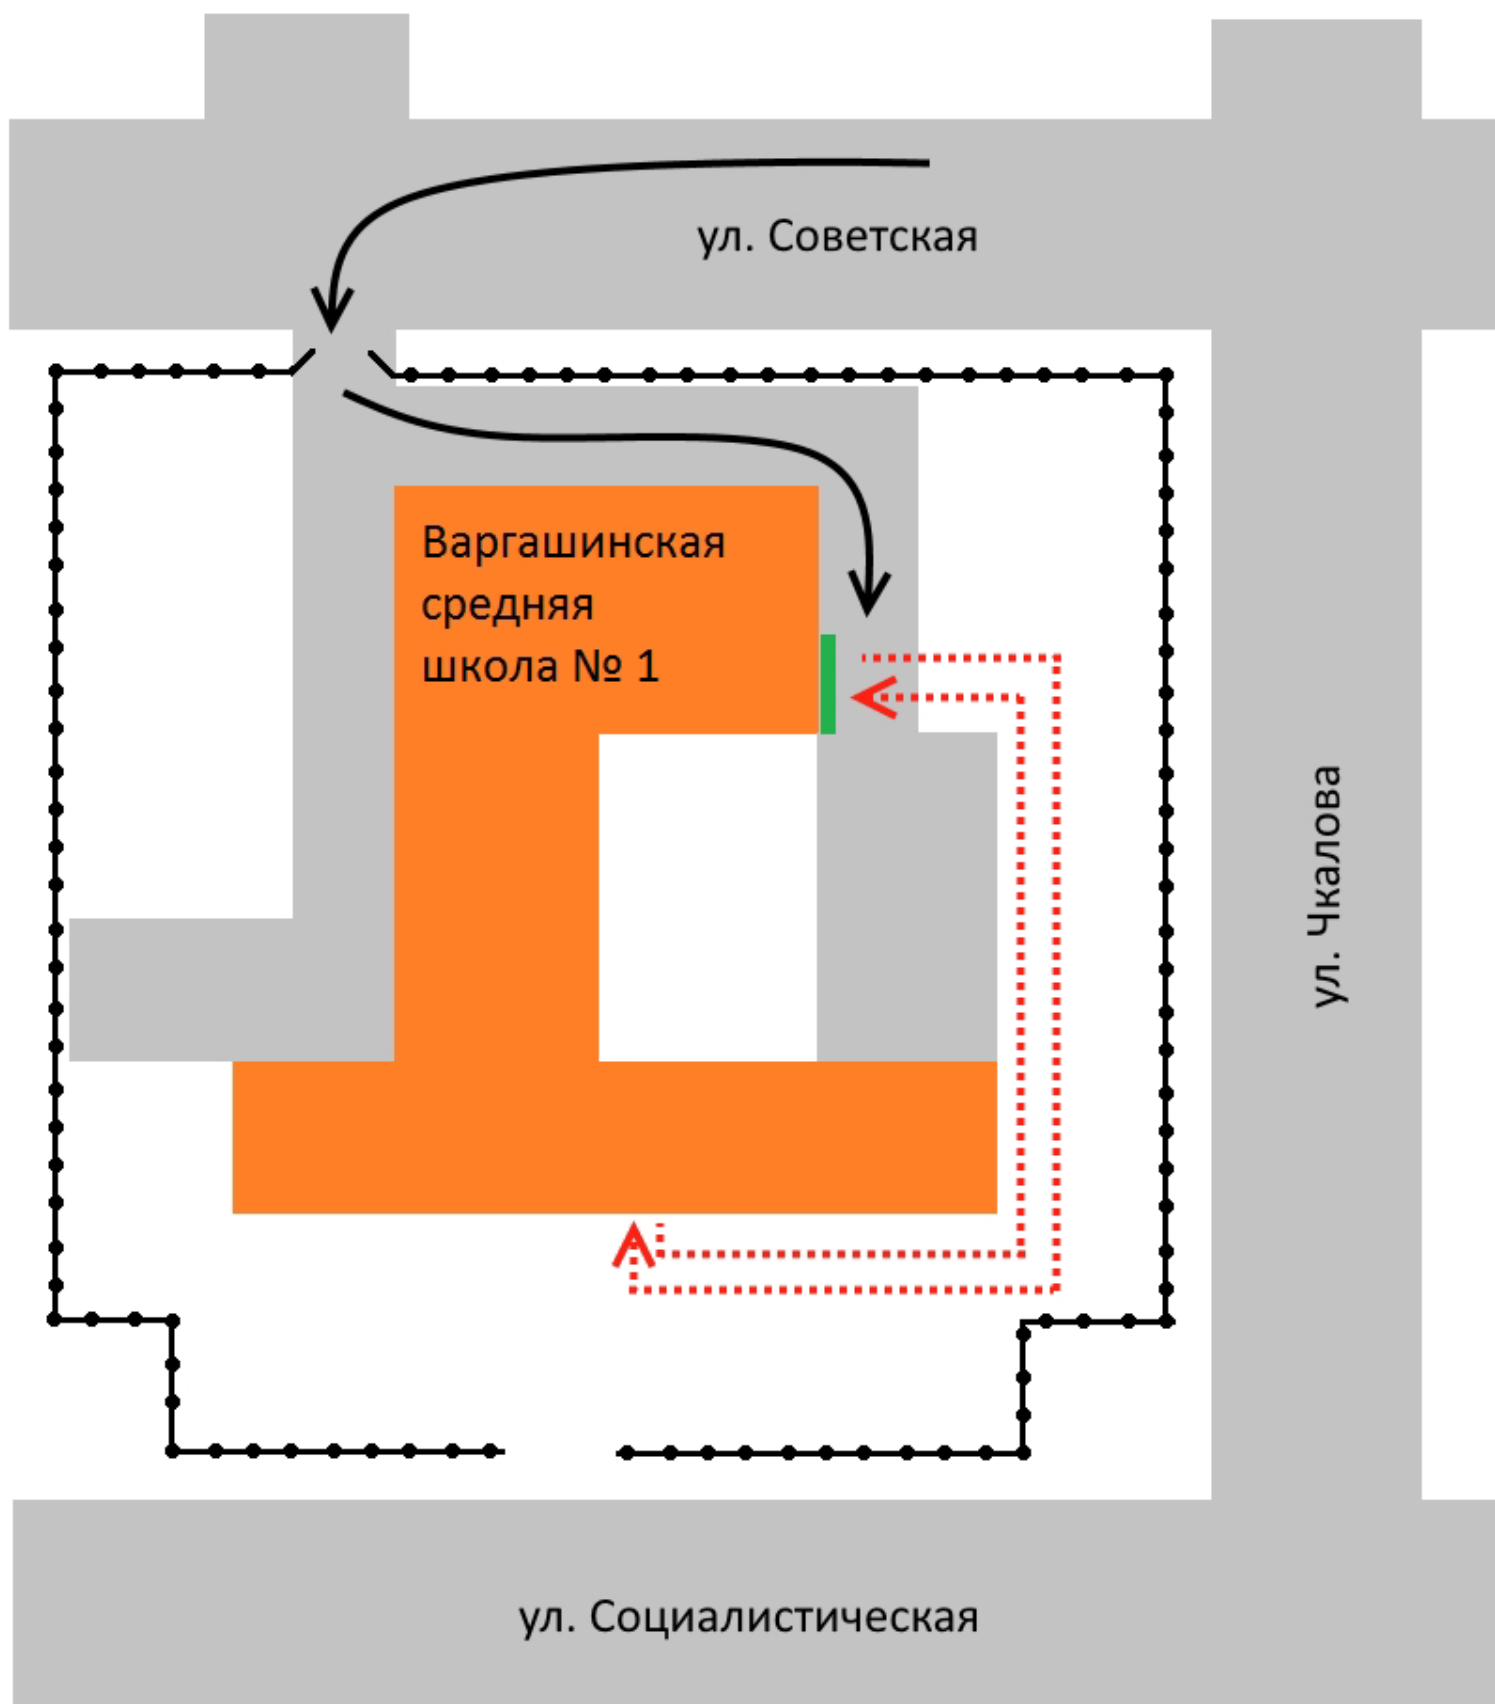 ул. Советская
Варгашинская
средняя
школа № 1
ул. Чкалова
ул. Социалистическая